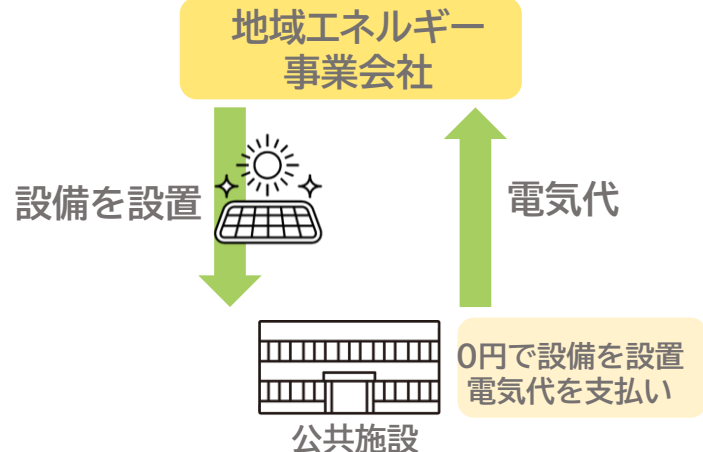 地域エネルギー
事業会社
設備を設置
電気代
0円で設備を設置
電気代を支払い
公共施設